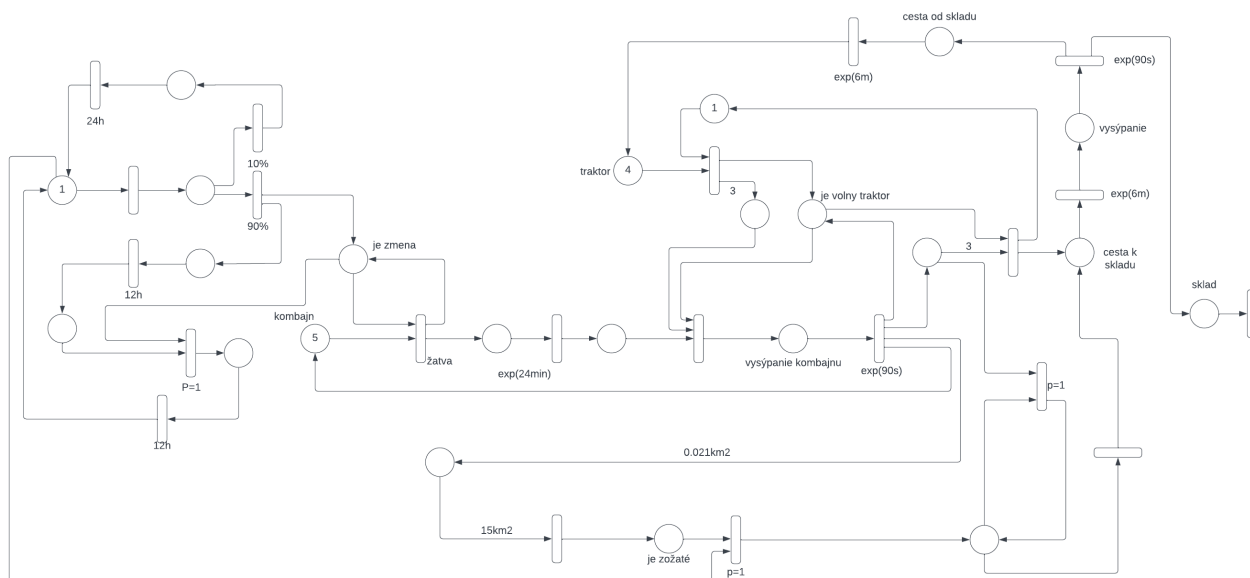 cesta od skladu
exp(6m)
exp(90s)
24h
1
vysýpanie
10%
traktor
4
1
3
exp(6m)
90%
je volny traktor
je zmena
3
cesta k
skladu
12h
sklad
kombajn
5
žatva
exp(24min)
vysýpanie kombajnu
exp(90s)
P=1
p=1
12h
0.021km2
15km2
je zožaté
p=1